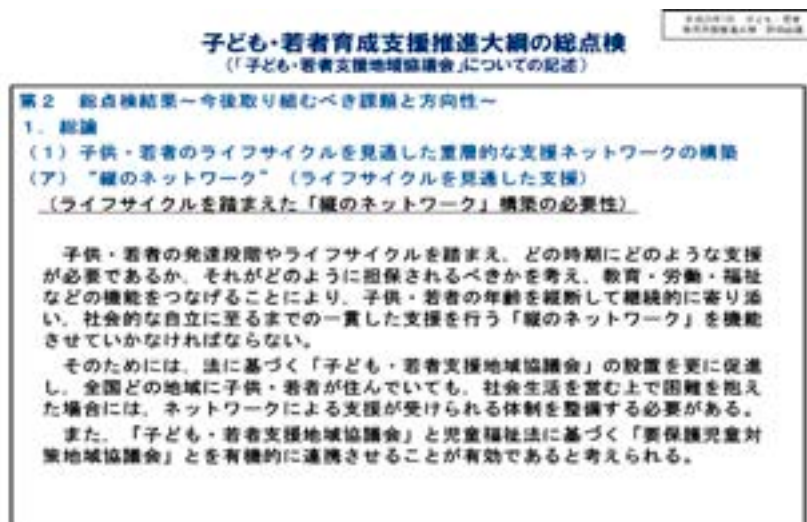 子ども・若者育成支援推進大綱の総点検
（「子ども・若者支援地域協議会」についての記述）
第２　総点検結果～今後取り組むべき課題と方向性～
１．総論
（１）子供・若者のライフサイクルを見通した重層的な支援ネットワークの構築
（ア）“縦のネットワーク”（ライフサイクルを見通した支援）
（ライフサイクルを踏まえた「縦のネットワーク」構築の必要性）
子供・若者の発達段階やライフサイクルを踏まえ、どの時期にどのような支援
が必要であるか、それがどのように担保されるべきかを考え、教育・労働・福祉
などの機能をつなげることにより、子供・若者の年齢を縦断して継続的に寄り添
い、社会的な自立に至るまでの一貫した支援を行う「縦のネットワーク」を機能
させていかなければならない。
そのためには、法に基づく「子ども・若者支援地域協議会」の設置を更に促進
し、全国どの地域に子供・若者が住んでいても、社会生活を営む上で困難を抱え
た場合には、ネットワークによる支援が受けられる体制を整備する必要がある。
また、「子ども・若者支援地域協議会」と児童福祉法に基づく「要保護児童対
策地域協議会」とを有機的に連携させることが有効であると考えられる。